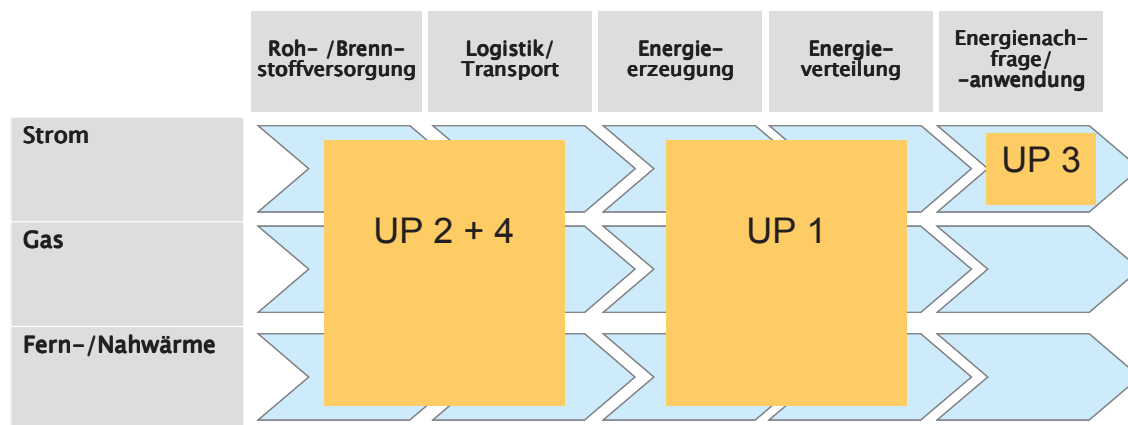 Roh- /Brenn-
stoffversorgung
Logistik/
Transport
Energie-
erzeugung
Energie-
verteilung
Energienach-
frage/
-anwendung
Strom
UP 3
Gas
UP 2 + 4
UP 1
Fern-/Nahwärme